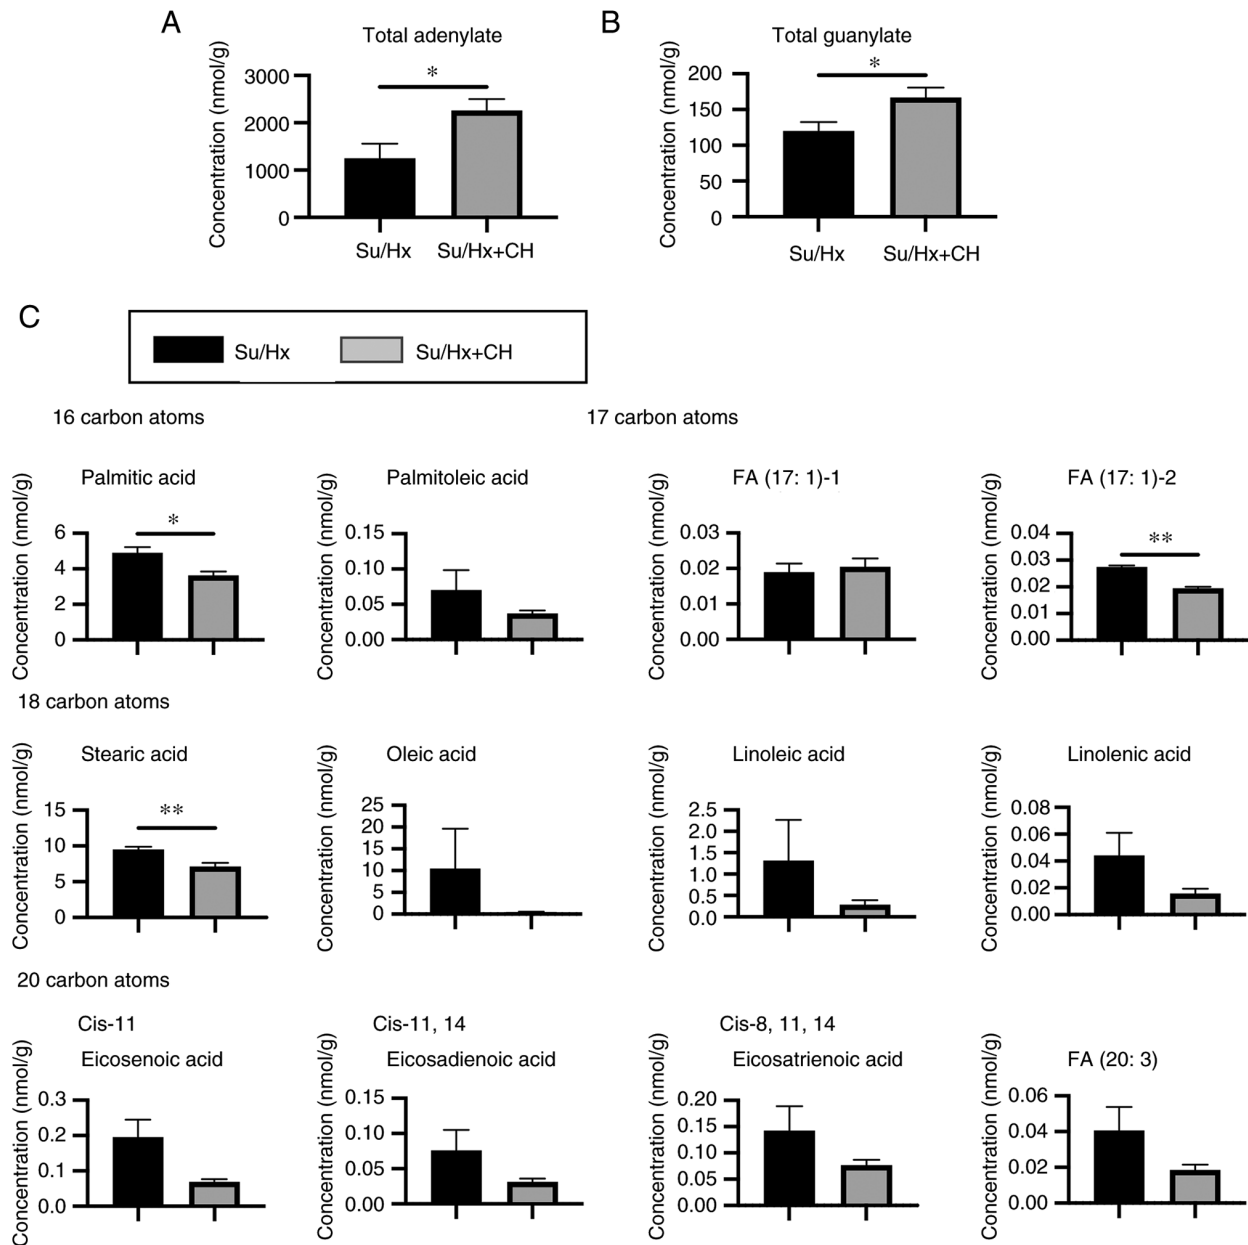 A
B
Total adenylate
Total guanylate
Concentration (nmol/g)
3000
2000
1000
0
*
Su/Hx
Su/Hx+CH
Concentration (nmol/g)
200
150
100
50
0
*
Su/Hx
Su/Hx+CH
C
Su/Hx
Su/Hx+CH
16 carbon atoms
17 carbon atoms
Palmitic acid
Concentration (nmol/g)
6
4
2
0
*
Palmitoleic acid
Concentration (nmol/g)
0.15
0.10
0.05
0.00
FA (17: 1)-1
Concentration (nmol/g)
0.03
0.02
0.01
0.00
FA (17: 1)-2
Concentration (nmol/g)
0.04
0.03
0.02
0.01
0.00
**
18 carbon atoms
Stearic acid
Concentration (nmol/g)
15
10
5
0
**
Oleic acid
Concentration (nmol/g)
25
20
15
10
5
0
Linoleic acid
Concentration (nmol/g)
2.5
2.0
1.5
1.0
0.5
0.0
Linolenic acid
Concentration (nmol/g)
0.08
0.06
0.04
0.02
0.00
20 carbon atoms
Cis-11
Eicosenoic acid
Concentration (nmol/g)
0.3
0.2
0.1
0.0
Cis-11, 14
Eicosadienoic acid
Concentration (nmol/g)
0.15
0.10
0.05
0.00
Cis-8, 11, 14
Eicosatrienoic acid
Concentration (nmol/g)
0.20
0.15
0.10
0.05
0.00
FA (20: 3)
Concentration (nmol/g)
0.06
0.04
0.02
0.00